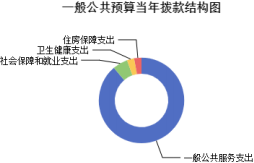 一般公共预算当年拨款结构图
住房保障支出
卫生健康支出
社会保障和就业支出
一般公共服务支出